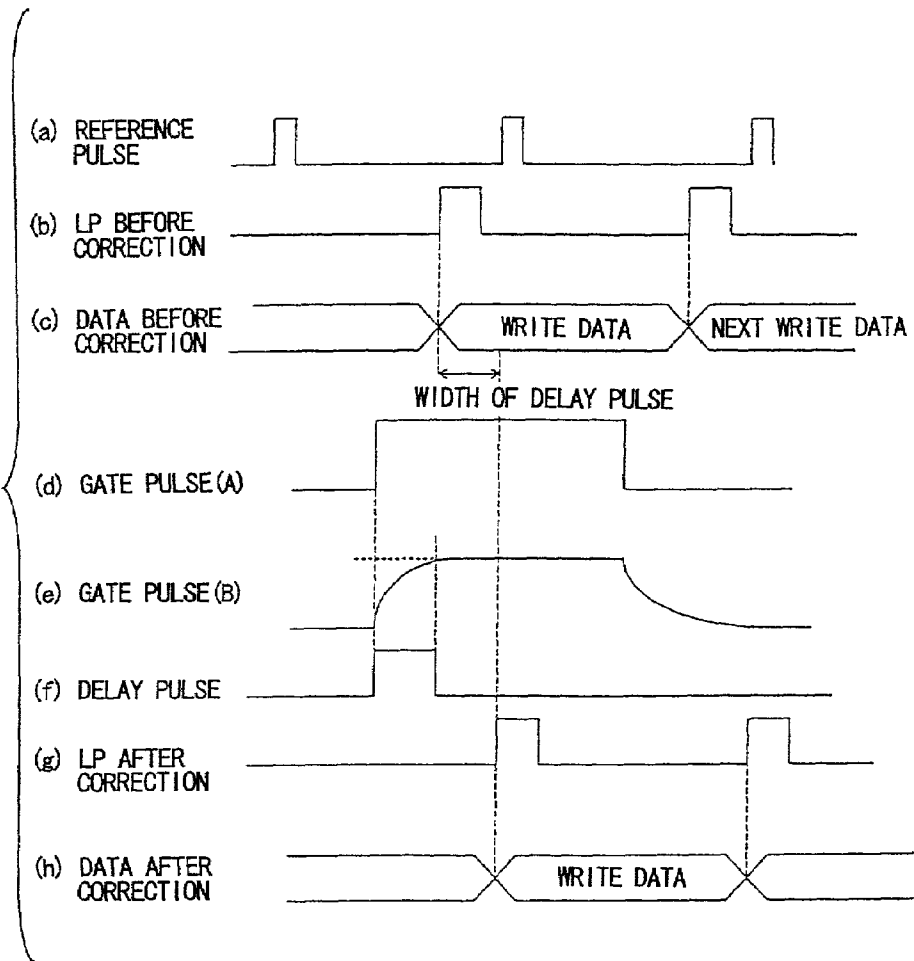 (a) REFERENCE
PULSE
(b) LP BEFORE
CORRECTION
(c) DATA BEFORE
CORRECTION
WRITE DATA
NEXT WRITE DATA
WIDTH OF DELAY PULSE
(d) GATE PULSE(A)
(e) GATE PULSE(B)
(f) DELAY PULSE
(g) LP AFTER
CORRECTION
(h) DATA AFTER
CORRECTION
WRITE DATA